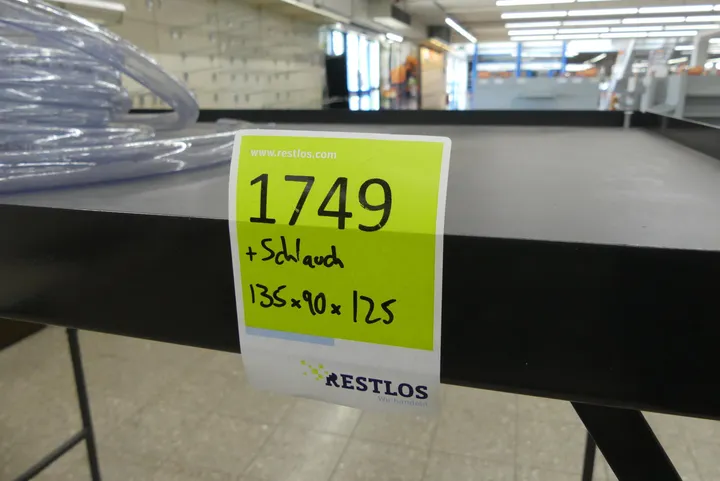 www.restlos.com
1749
+ Schlauch
135 x 90 x 125
RESTLOS